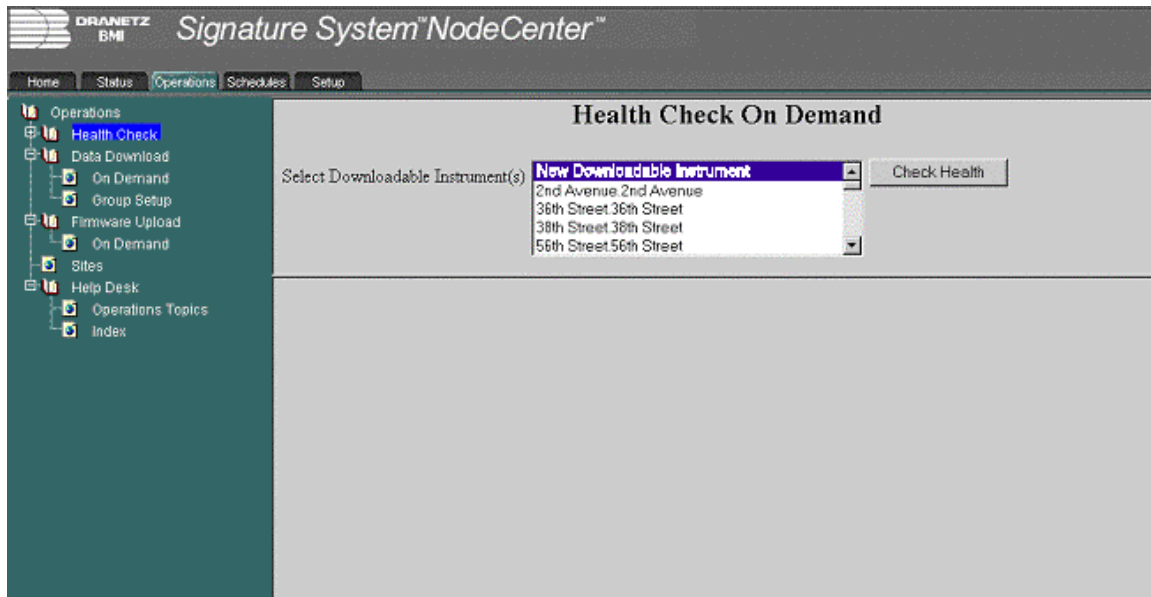 DRANETZ
BMI
Signature System™NodeCenter™
Home Status Operations Schedules Setup
Operations
Health Check
Data Download
On Demand
Group Setup
Firmware Upload
On Demand
Sites
Help Desk
Operations Topics
Index
Health Check On Demand
Select Downloadable Instrument(s)
New Downloadable Instrument
2nd Avenue.2nd Avenue
36th Street.36th Street
38th Street.38th Street
56th Street.56th Street
Check Health